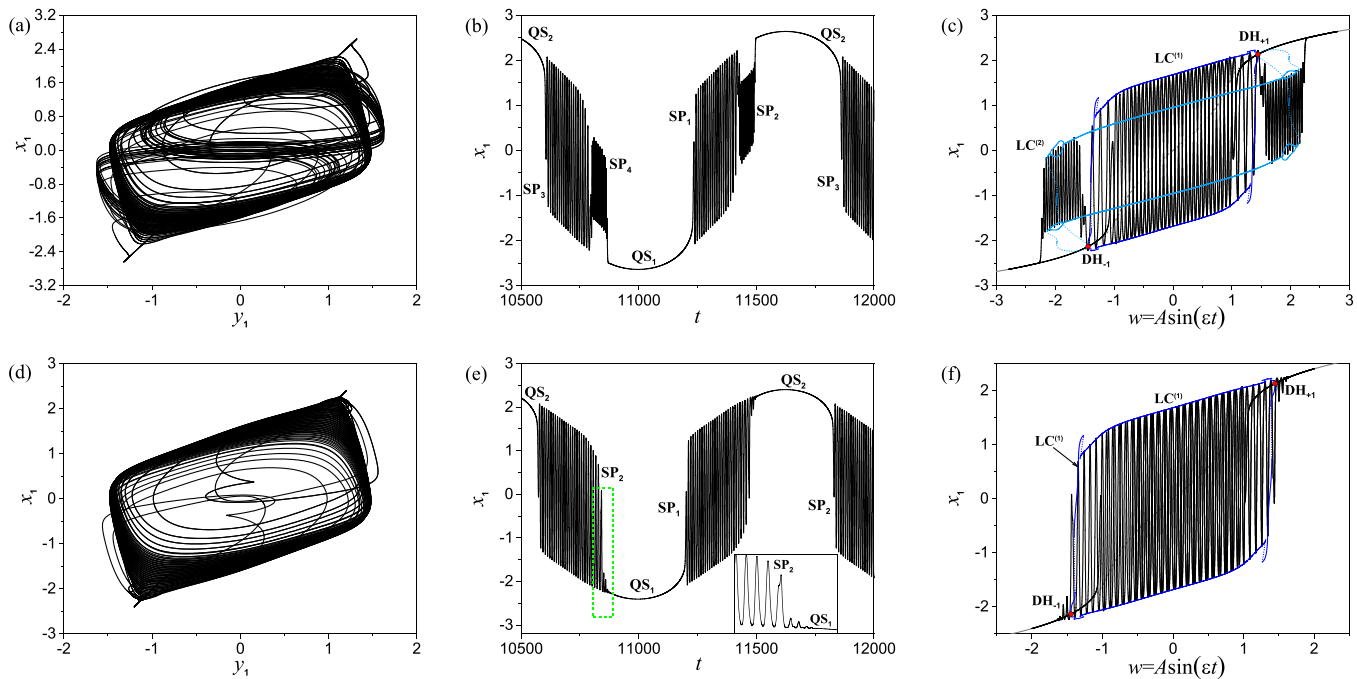 (a)
3.2
2.4
1.6
0.8
0.0
-0.8
-1.6
-2.4
-3.2
x₁
-2
-1
0
1
2
y₁
(b)
3
2
1
0
-1
-2
-3
x₁
QS₂
SP₃
SP₄
QS₁
SP₁
SP₂
QS₂
SP₃
10500
11000
11500
12000
t
(c)
3
2
1
0
-1
-2
-3
x₁
LC⁽¹⁾
DH₊₁
LC⁽²⁾
DH₋₁
-3
-2
-1
0
1
2
3
w=Asin(εt)
(d)
3
2
1
0
-1
-2
-3
x₁
-2
-1
0
1
2
y₁
(e)
3
2
1
0
-1
-2
-3
x₁
QS₂
SP₂
QS₁
SP₁
QS₂
SP₂
SP₂
QS₁
10500
11000
11500
12000
t
(f)
2
1
0
-1
-2
x₁
LC⁽¹⁾
DH₊₁
LC⁽¹⁾
DH₋₁
-2
-1
0
1
2
w=Asin(εt)